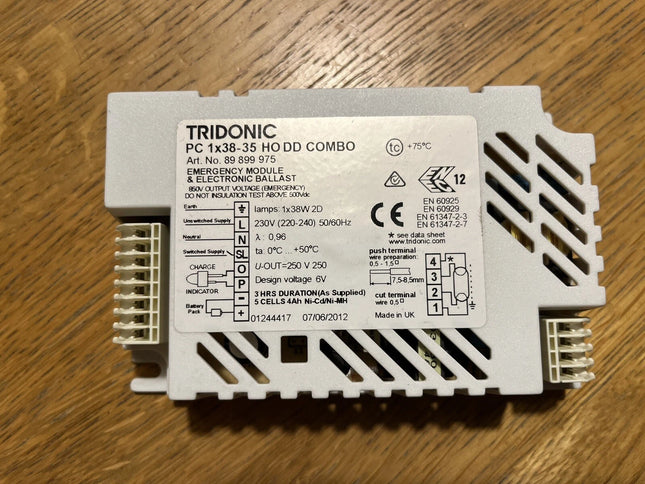 TRIDONIC
PC 1x38-35 HO DD COMBO
Art. No. 89 899 975
EMERGENCY MODULE
& ELECTRONIC BALLAST
850V OUTPUT VOLTAGE (EMERGENCY)
DO NOT INSULATION TEST ABOVE 500Vdc
tc +75°C
12
EN 60925
EN 60929
EN 61347-2-3
EN 61347-2-7
CE
* see data sheet
www.tridonic.com
Earth
lamps: 1x38W 2D
Unswitched Supply L 230V (220-240) 50/60Hz
Neutral N λ : 0,96
Switched Supply SL ta: 0°C ... +50°C
CHARGE O U-OUT=250 V 250
INDICATOR P Design voltage 6V
- 3 HRS DURATION(As Supplied)
Battery Pack + 5 CELLS 4Ah Ni-Cd/Ni-MH
01244417 07/06/2012
push terminal
wire preparation:
0,5 - 1,5
7,5-8,5mm
cut terminal
wire 0,5
Made in UK
4 *
3
2
1